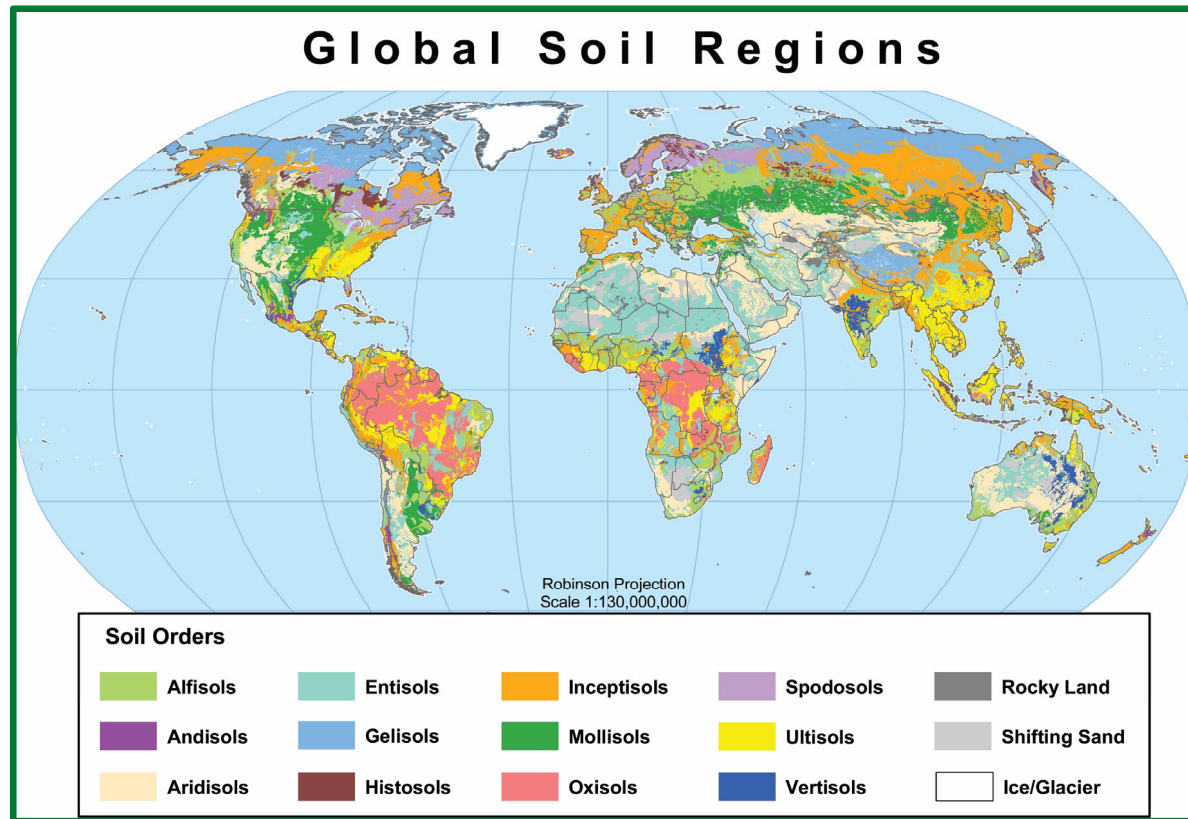 Global Soil Regions
Robinson Projection
Scale 1:130,000,000
Soil Orders
Alfisols
Entisols
Inceptisols
Spodosols
Rocky Land
Andisols
Gelisols
Mollisols
Ultisols
Shifting Sand
Aridisols
Histosols
Oxisols
Vertisols
Ice/Glacier